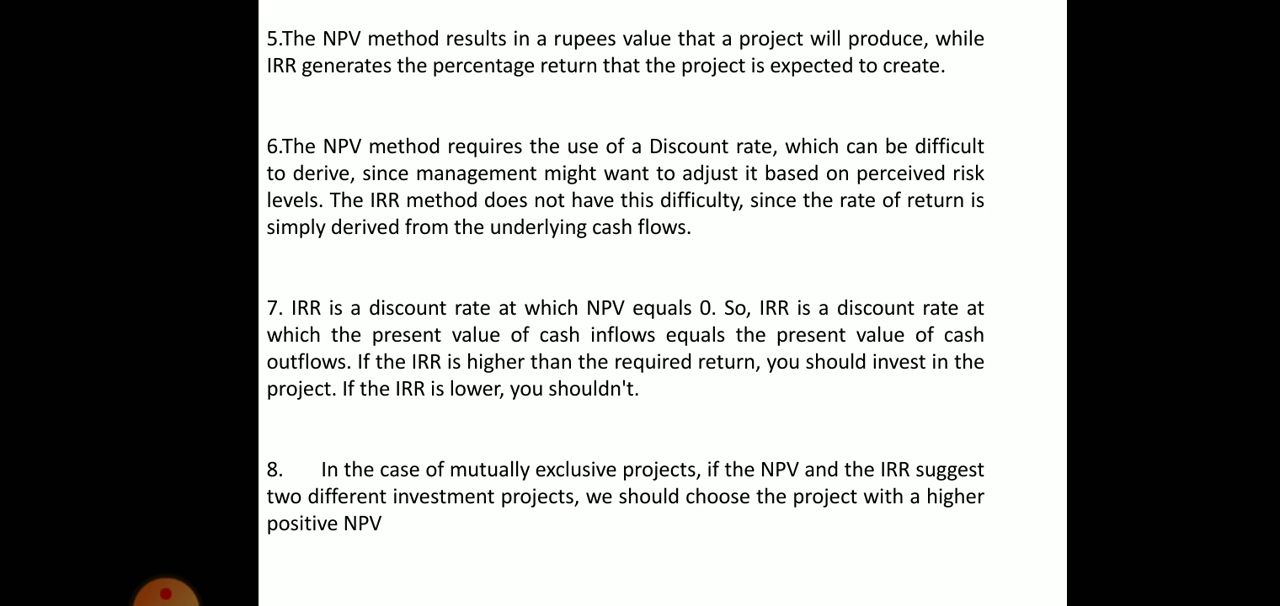 5.The NPV method results in a rupees value that a project will produce, while
IRR generates the percentage return that the project is expected to create.
6.The NPV method requires the use of a Discount rate, which can be difficult
to derive, since management might want to adjust it based on perceived risk
levels. The IRR method does not have this difficulty, since the rate of return is
simply derived from the underlying cash flows.
7. IRR is a discount rate at which NPV equals 0. So, IRR is a discount rate at
which the present value of cash inflows equals the present value of cash
outflows. If the IRR is higher than the required return, you should invest in the
project. If the IRR is lower, you shouldn't.
8. In the case of mutually exclusive projects, if the NPV and the IRR suggest
two different investment projects, we should choose the project with a higher
positive NPV